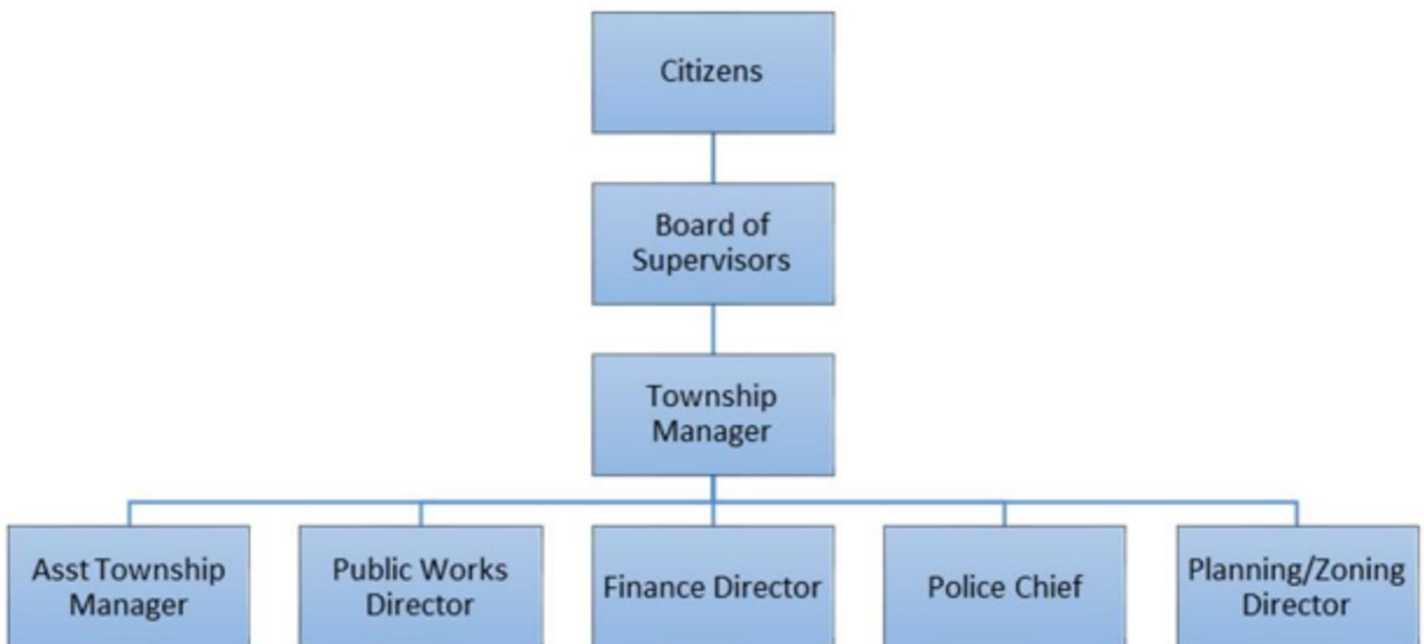 Citizens
Board of
Supervisors
Township
Manager
Asst Township
Manager
Public Works
Director
Finance Director
Police Chief
Planning/Zoning
Director